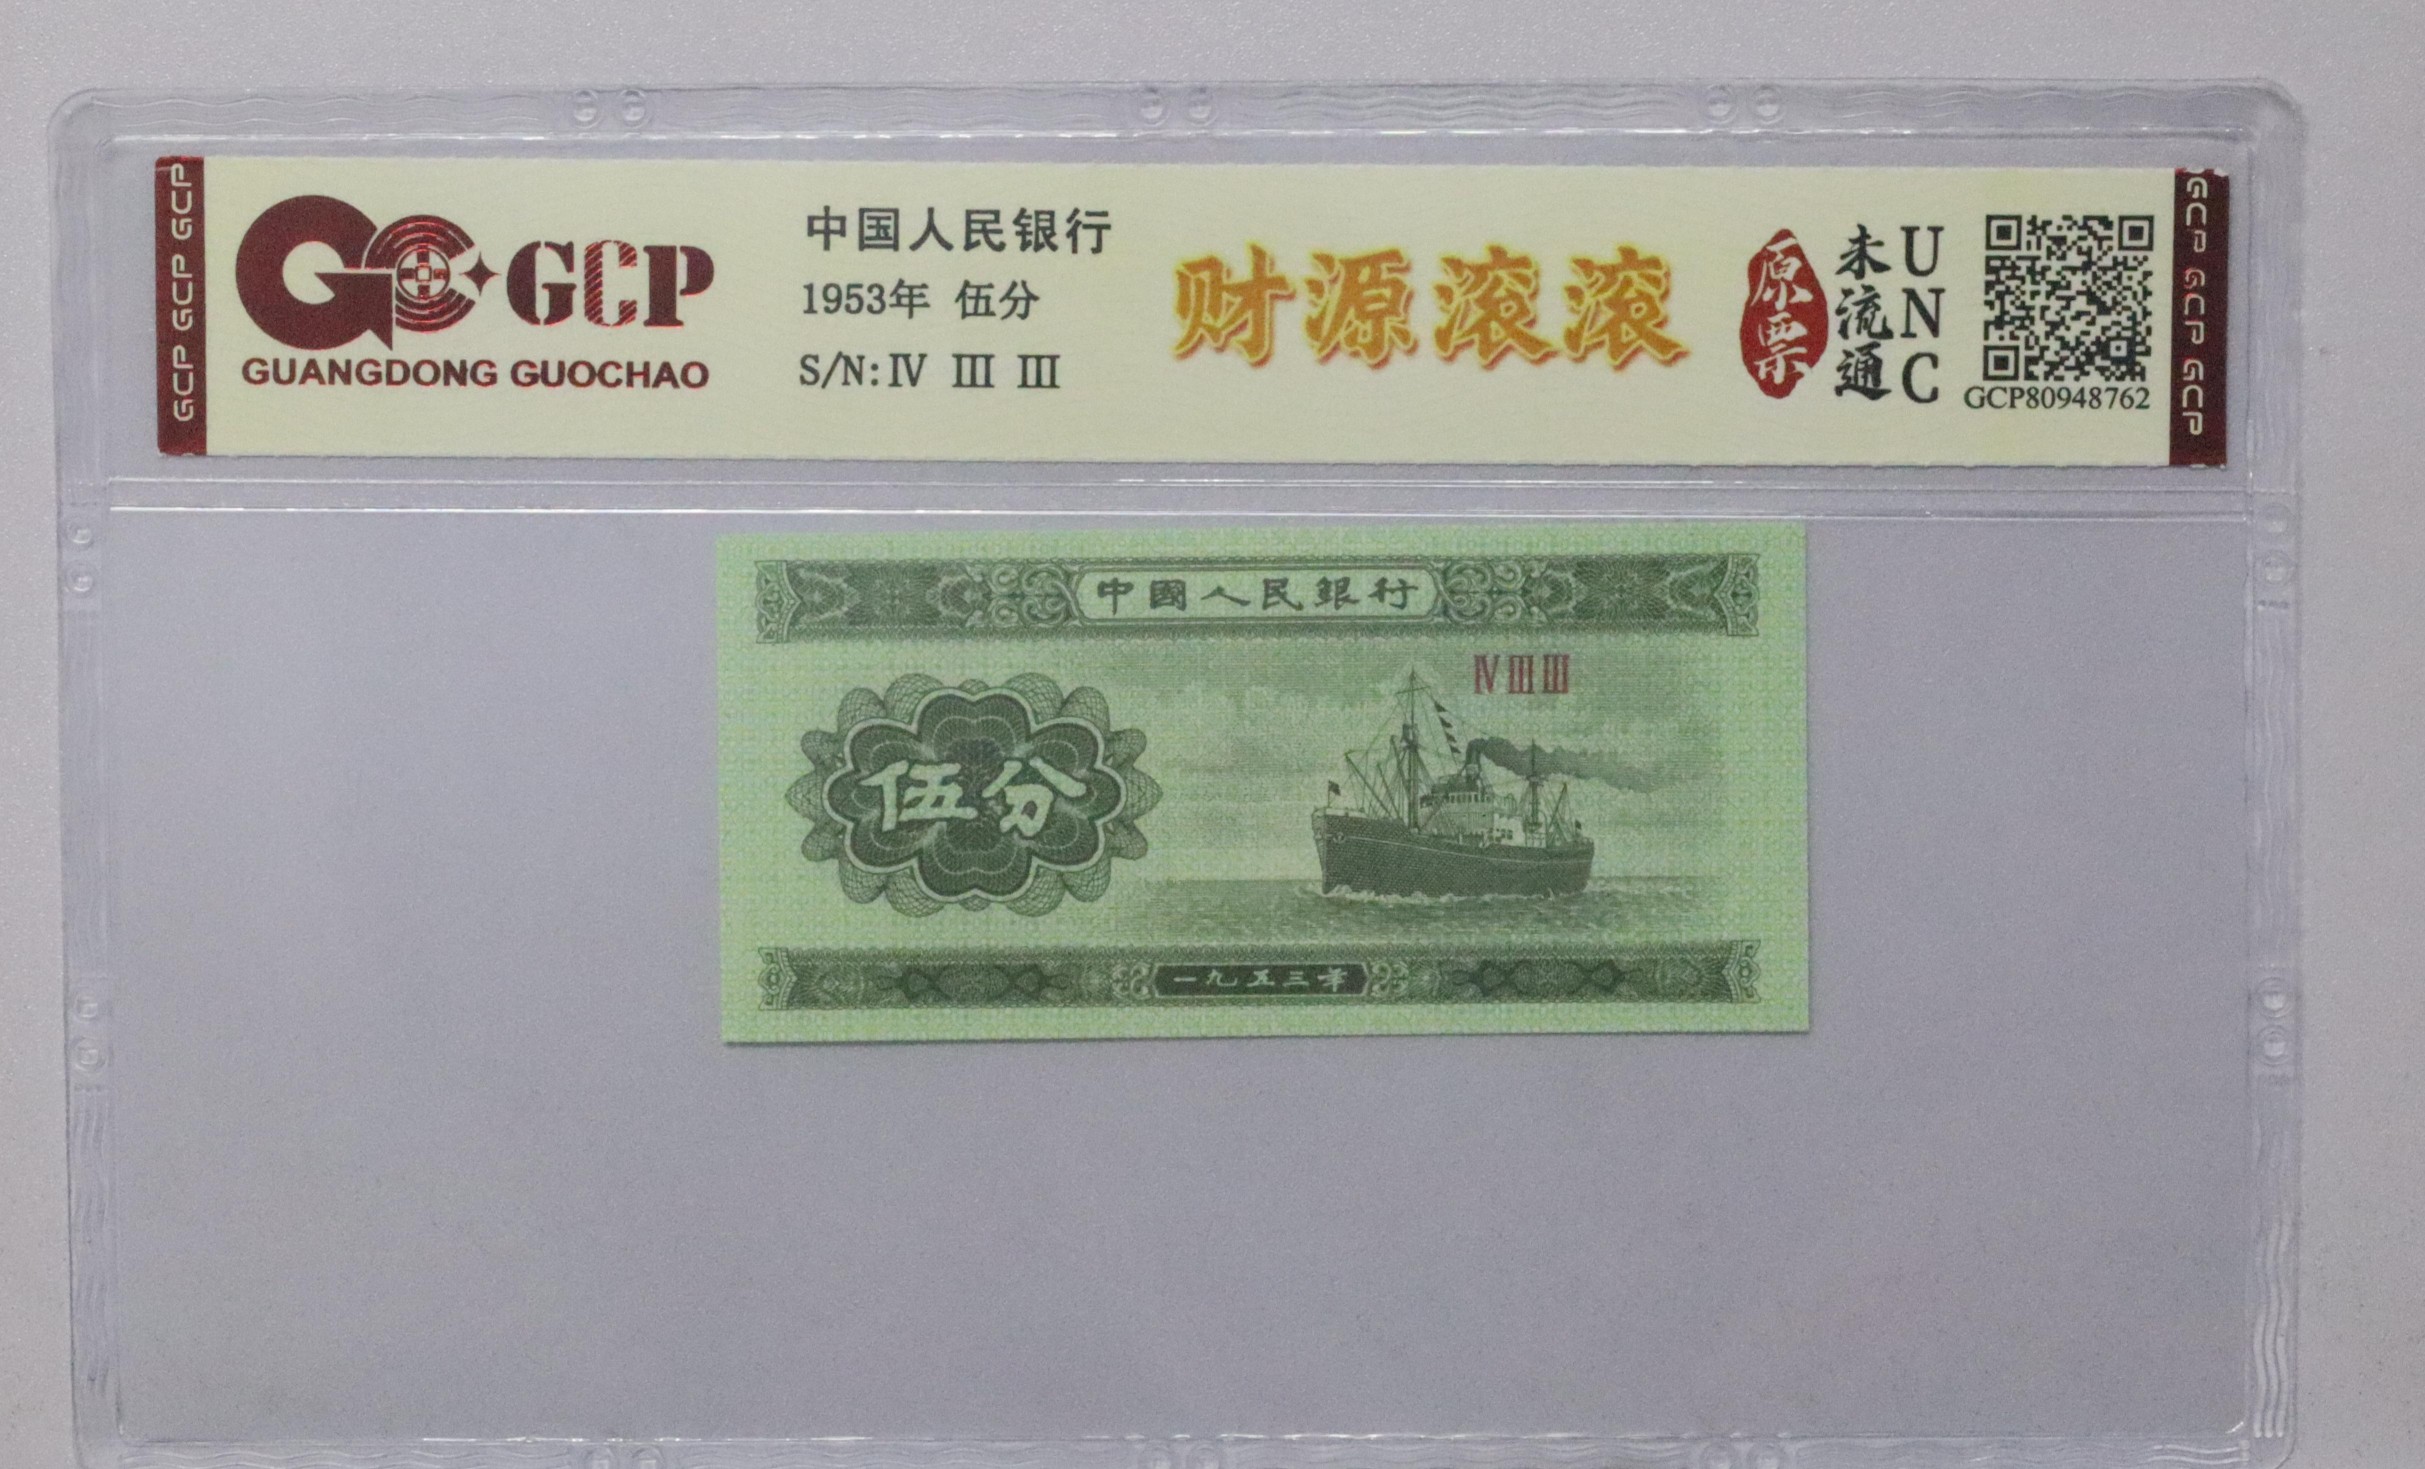 GCP GCP GCP
GCP
GUANGDONG GUOCHAO
中国人民银行
1953年 伍分
S/N: IV III III
财源滚滚
原票
未流通
UNC
GCP80948762
GCP GCP GCP
中國人民銀行
IV III III
伍分
一九五三年